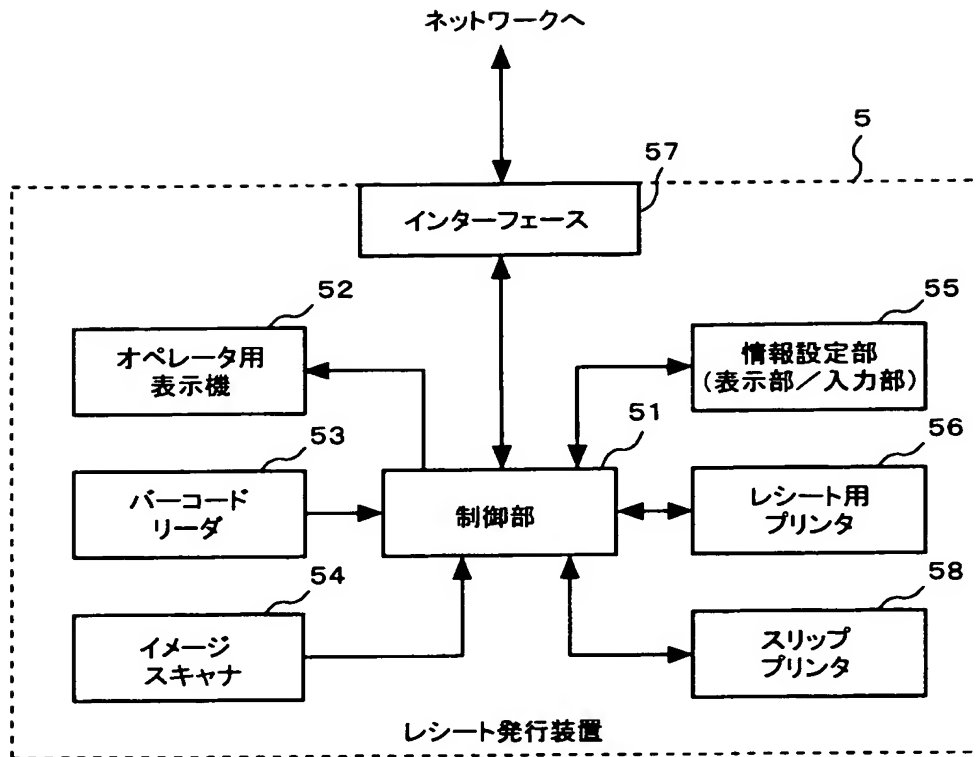 ネットワークへ
5
57
インターフェース
52
オペレータ用
表示機
55
情報設定部
(表示部／入力部)
53
バーコード
リーダ
51
制御部
56
レシート用
プリンタ
54
イメージ
スキャナ
58
スリップ
プリンタ
レシート発行装置